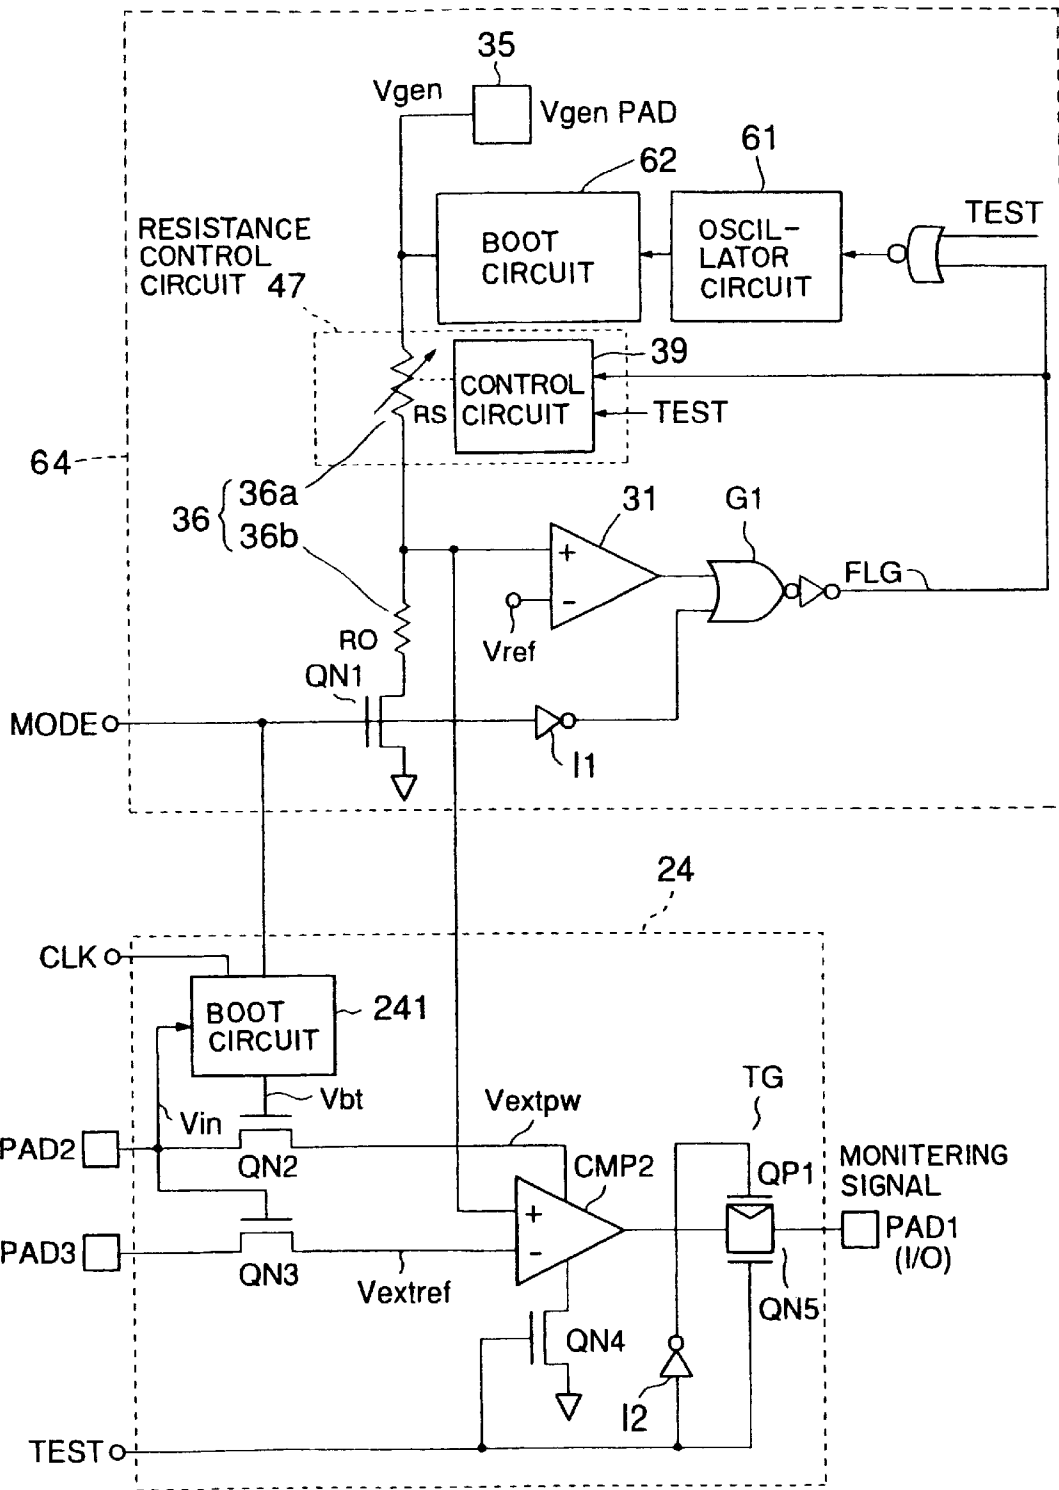 35
Vgen
Vgen PAD
62
61
RESISTANCE
CONTROL
CIRCUIT 47
BOOT
CIRCUIT
OSCIL-
LATOR
CIRCUIT
TEST
39
CONTROL
CIRCUIT
RS
TEST
64
36
36a
36b
31
G1
+
-
FLG
Vref
RO
QN1
MODE
I1
24
CLK
BOOT
CIRCUIT
241
Vbt
Vin
Vextpw
TG
PAD2
QN2
CMP2
QP1
MONITERING
SIGNAL
+
-
PAD1
(I/O)
PAD3
QN3
Vextref
QN5
QN4
I2
TEST